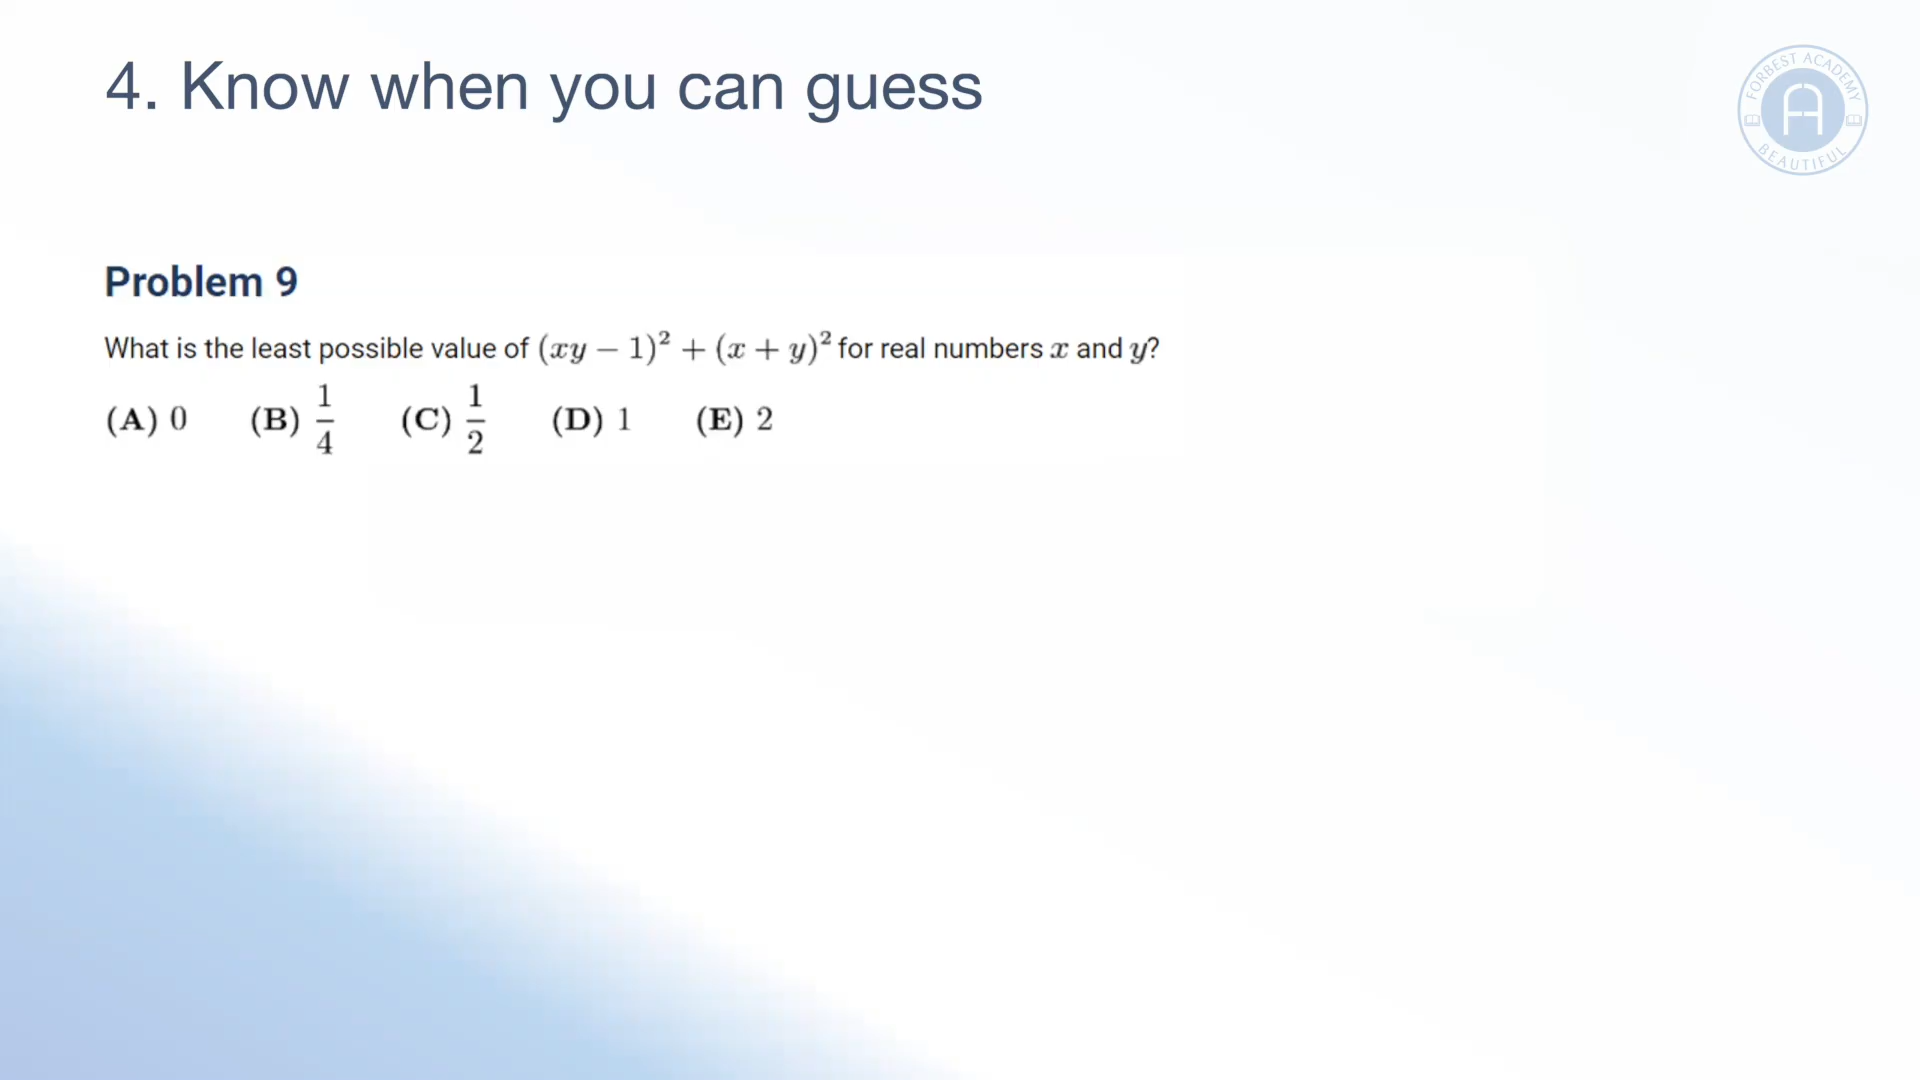 4. Know when you can guess
FORBEST ACADEMY
A
BEAUTIFUL
Problem 9
What is the least possible value of (xy − 1)² + (x + y)² for real numbers x and y?
(A) 0 (B) 1/4 (C) 1/2 (D) 1 (E) 2